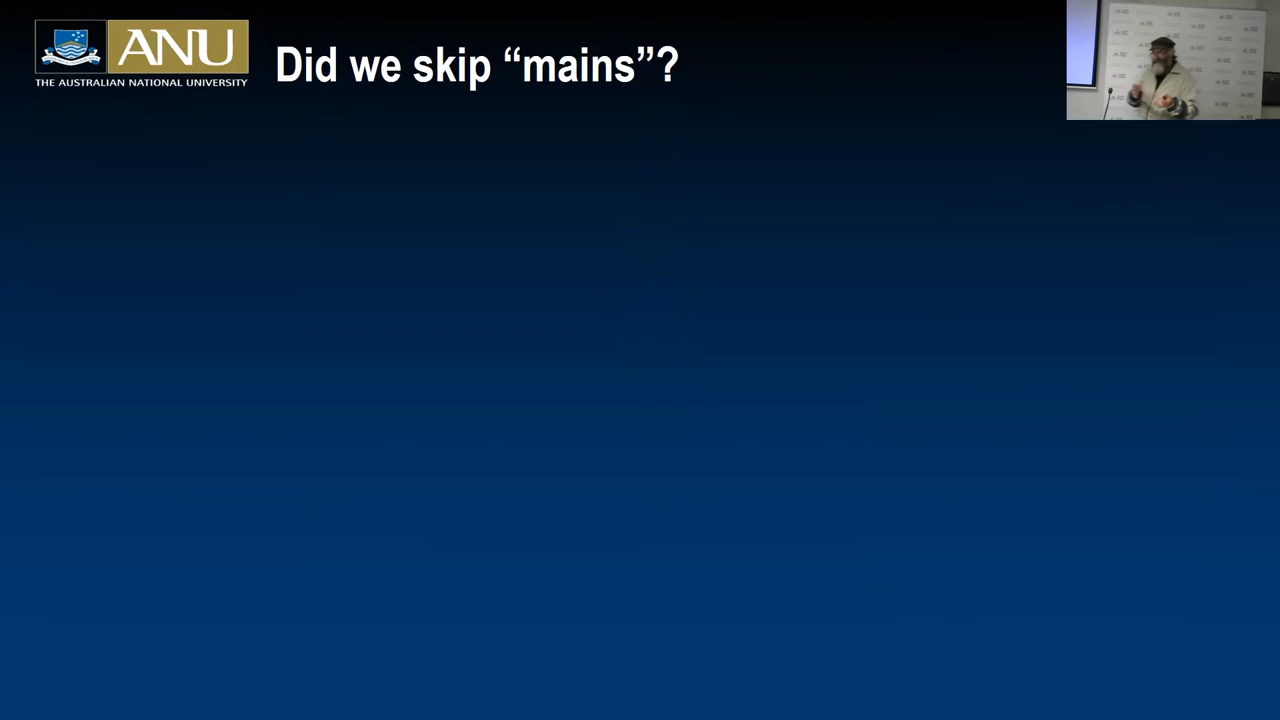 ANU
THE AUSTRALIAN NATIONAL UNIVERSITY
Did we skip “mains”?